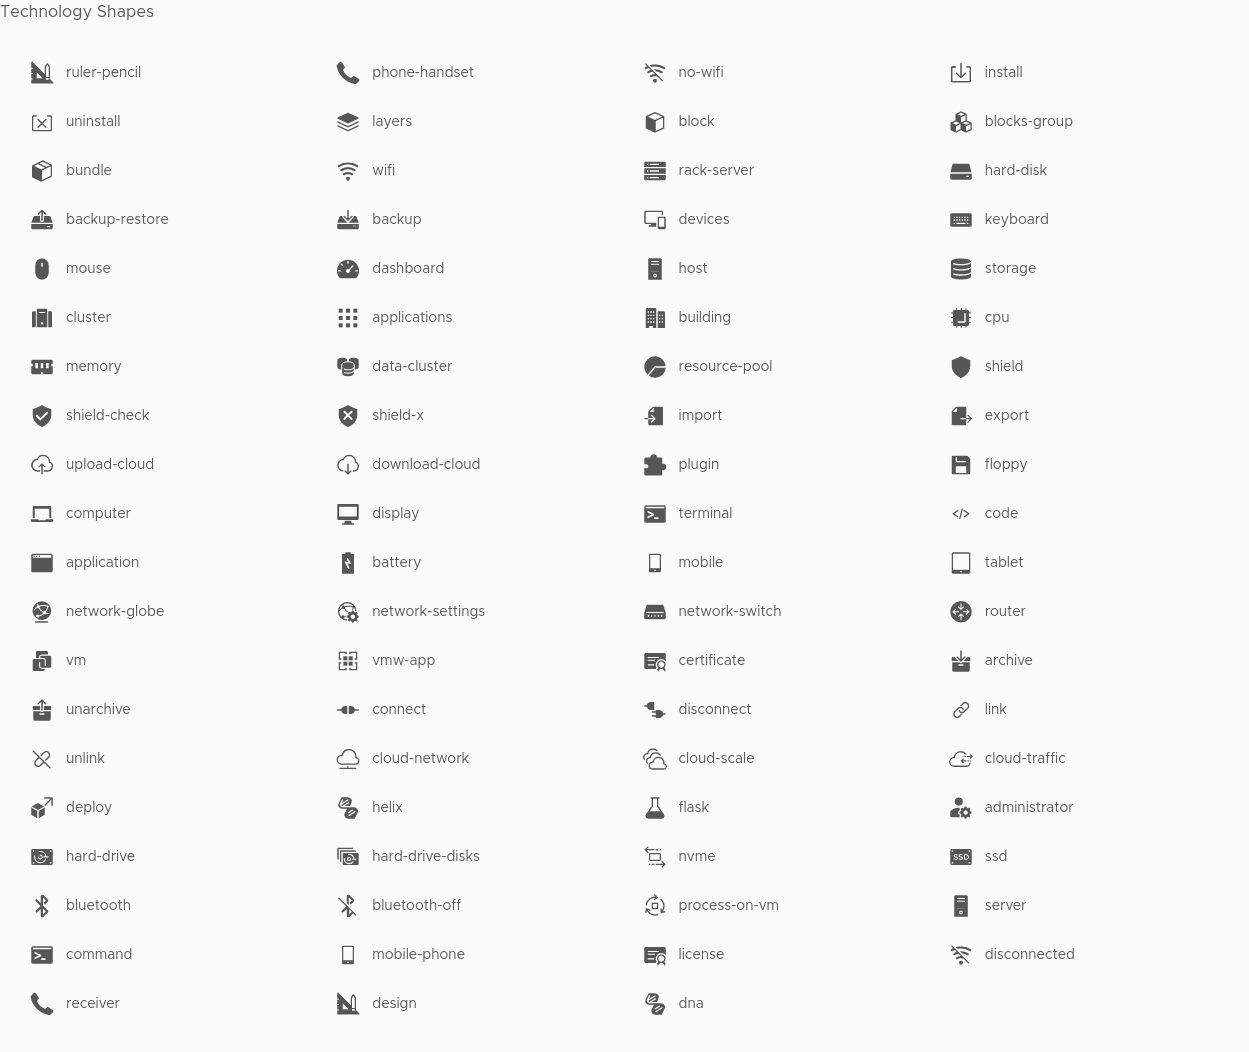 Technology Shapes
ruler-pencil phone-handset no-wifi install
uninstall layers block blocks-group
bundle wifi rack-server hard-disk
backup-restore backup devices keyboard
mouse dashboard host storage
cluster applications building cpu
memory data-cluster resource-pool shield
shield-check shield-x import export
upload-cloud download-cloud plugin floppy
computer display terminal code
application battery mobile tablet
network-globe network-settings network-switch router
vm vmw-app certificate archive
unarchive connect disconnect link
unlink cloud-network cloud-scale cloud-traffic
deploy helix flask administrator
hard-drive hard-drive-disks nvme SSD ssd
bluetooth bluetooth-off process-on-vm server
command mobile-phone license disconnected
receiver design dna